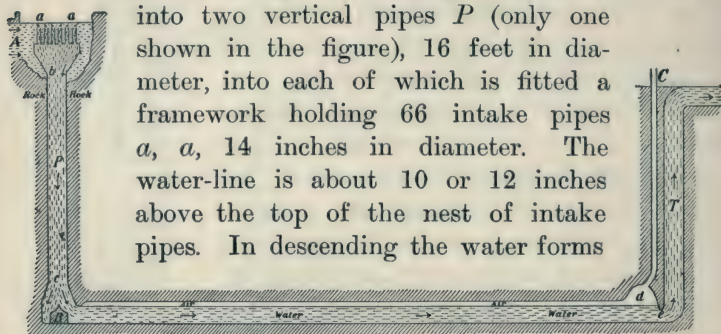 into two vertical pipes P (only one
shown in the figure), 16 feet in dia-
meter, into each of which is fitted a
framework holding 66 intake pipes
a, a, 14 inches in diameter. The
water-line is about 10 or 12 inches
above the top of the nest of intake
pipes. In descending the water forms
a a
A
b
Rock Rock
P
C
T
c
B
AIR AIR
d
Water Water
e